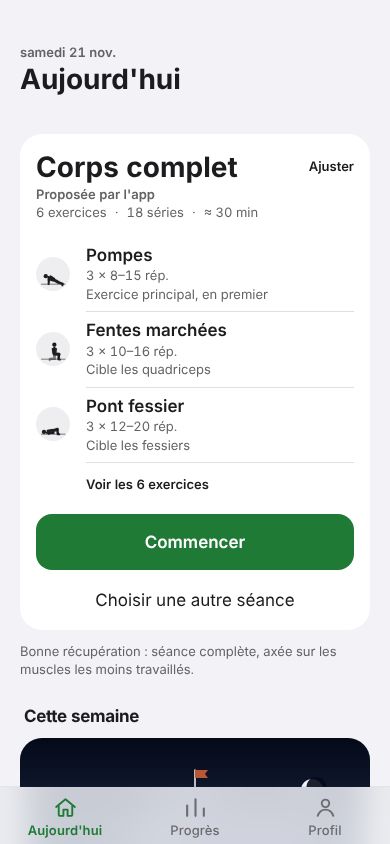 samedi 21 nov.
Aujourd'hui
Corps complet
Ajuster
Proposée par l'app
6 exercices · 18 séries · ≈ 30 min
Pompes
3 × 8–15 rép.
Exercice principal, en premier
Fentes marchées
3 × 10–16 rép.
Cible les quadriceps
Pont fessier
3 × 12–20 rép.
Cible les fessiers
Voir les 6 exercices
Commencer
Choisir une autre séance
Bonne récupération : séance complète, axée sur les
muscles les moins travaillés.
Cette semaine
Aujourd'hui
Progrès
Profil